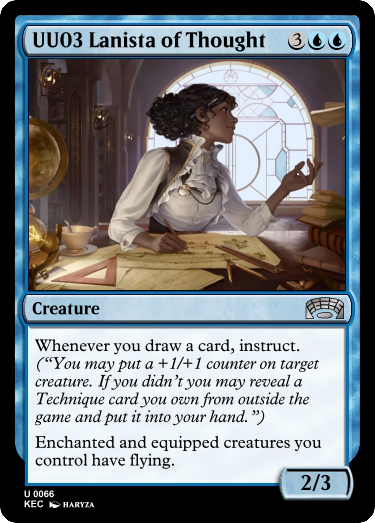 UU03 Lanista of Thought 3
Creature
Whenever you draw a card, instruct.
(“You may put a +1/+1 counter on target
creature. If you didn’t you may reveal a
Technique card you own from outside the
game and put it into your hand.”)
Enchanted and equipped creatures you
control have flying.
2/3
U 0066
KEC HARYZA